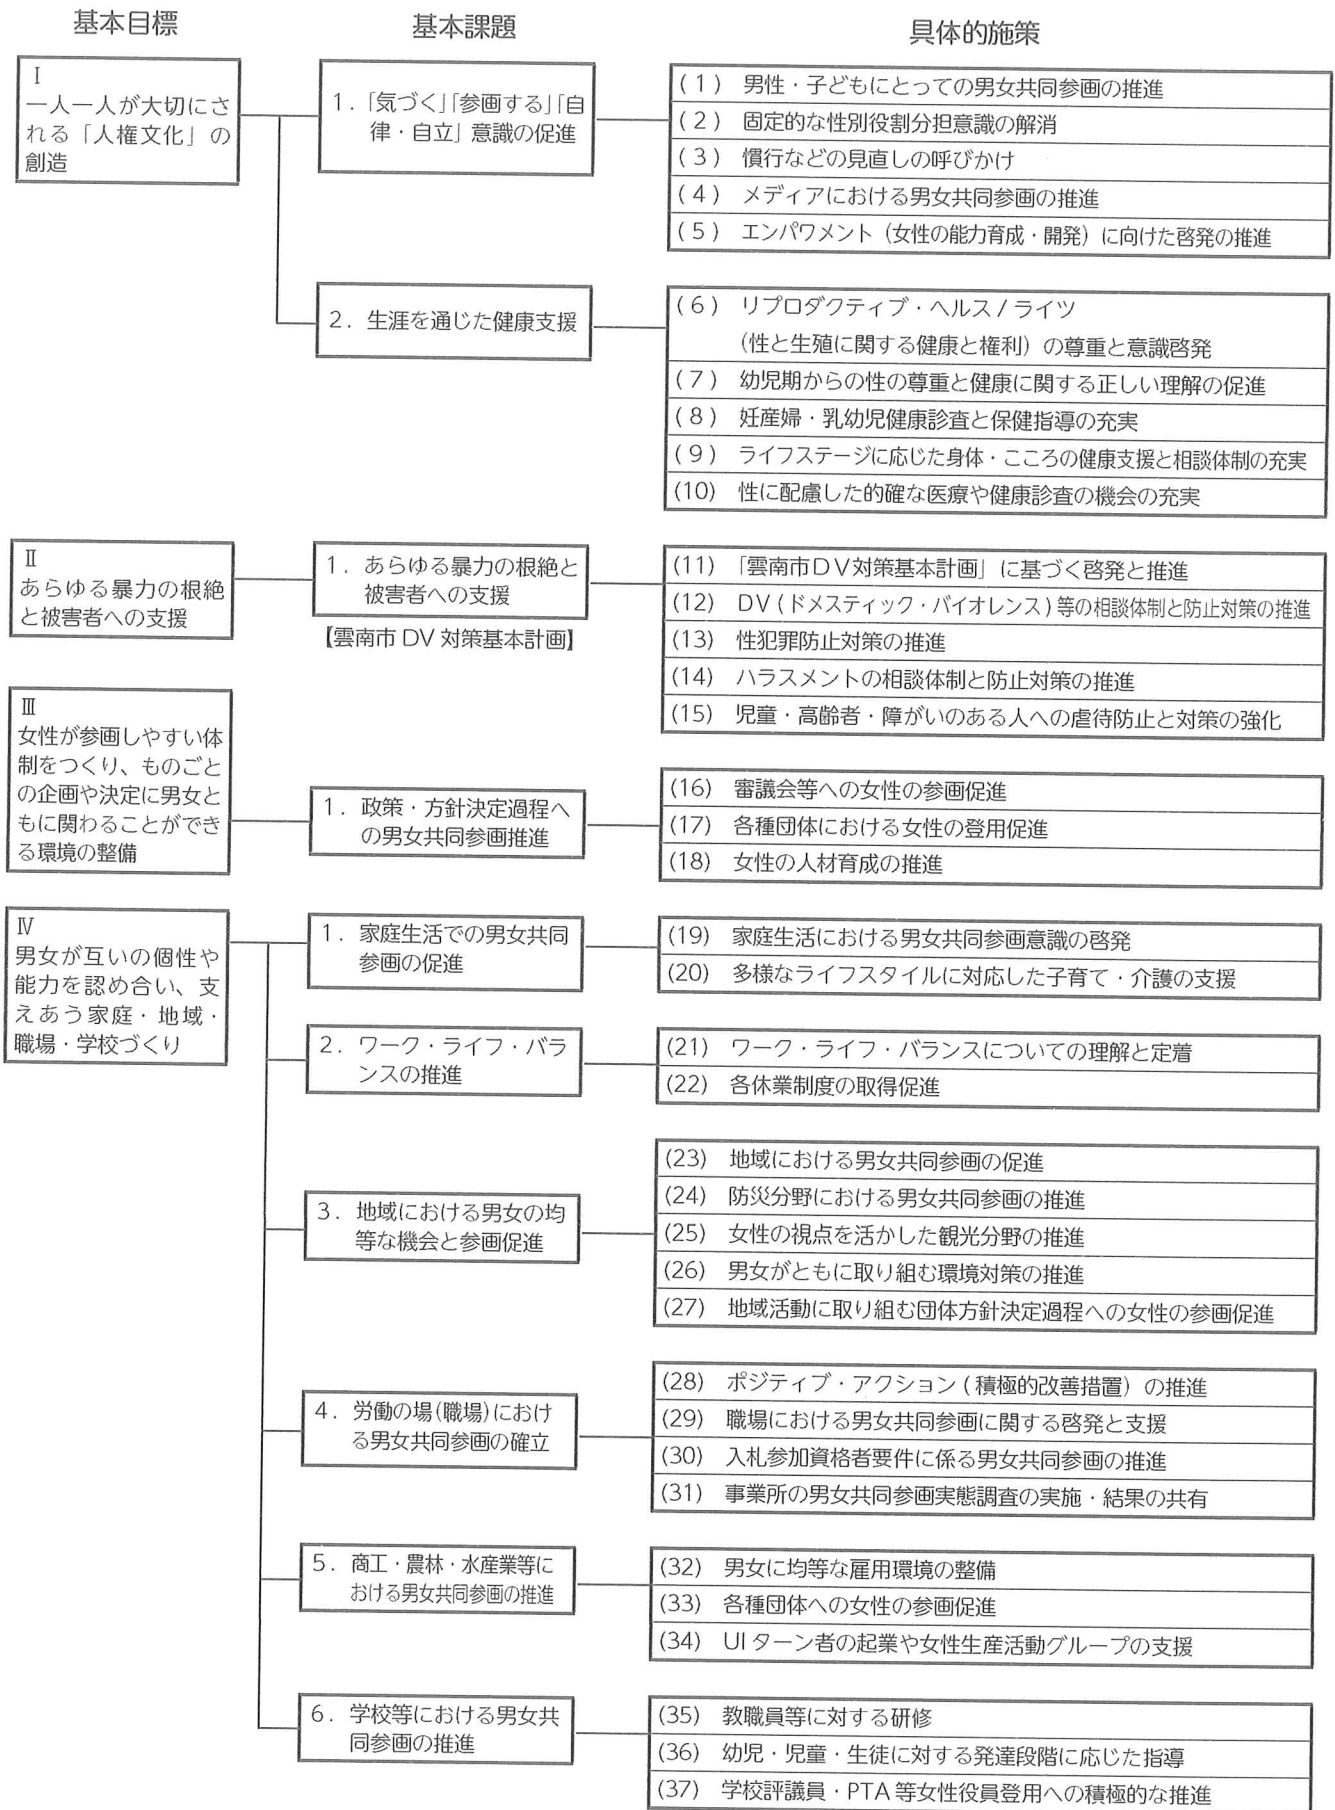 基本目標
基本課題
具体的施策
Ⅰ
一人一人が大切にさ
れる「人権文化」の
創造
1.「気づく」「参画する」「自
律・自立」意識の促進
(1) 男性・子どもにとっての男女共同参画の推進
(2) 固定的な性別役割分担意識の解消
(3) 慣行などの見直しの呼びかけ
(4) メディアにおける男女共同参画の推進
(5) エンパワメント(女性の能力育成・開発)に向けた啓発の推進
2.生涯を通じた健康支援
(6) リプロダクティブ・ヘルス/ライツ
(性と生殖に関する健康と権利)の尊重と意識啓発
(7) 幼児期からの性の尊重と健康に関する正しい理解の促進
(8) 妊産婦・乳幼児健康診査と保健指導の充実
(9) ライフステージに応じた身体・こころの健康支援と相談体制の充実
(10) 性に配慮した的確な医療や健康診査の機会の充実
Ⅱ
あらゆる暴力の根絶
と被害者への支援
1.あらゆる暴力の根絶と
被害者への支援
【雲南市 DV 対策基本計画】
(11) 「雲南市DV対策基本計画」に基づく啓発と推進
(12) DV(ドメスティック・バイオレンス)等の相談体制と防止対策の推進
(13) 性犯罪防止対策の推進
(14) ハラスメントの相談体制と防止対策の推進
(15) 児童・高齢者・障がいのある人への虐待防止と対策の強化
Ⅲ
女性が参画しやすい体
制をつくり、ものごと
の企画や決定に男女と
もに関わることができ
る環境の整備
1.政策・方針決定過程へ
の男女共同参画推進
(16) 審議会等への女性の参画促進
(17) 各種団体における女性の登用促進
(18) 女性の人材育成の推進
Ⅳ
男女が互いの個性や
能力を認め合い、支
えあう家庭・地域・
職場・学校づくり
1.家庭生活での男女共同
参画の促進
(19) 家庭生活における男女共同参画意識の啓発
(20) 多様なライフスタイルに対応した子育て・介護の支援
2.ワーク・ライフ・バラ
ンスの推進
(21) ワーク・ライフ・バランスについての理解と定着
(22) 各休業制度の取得促進
3.地域における男女の均
等な機会と参画促進
(23) 地域における男女共同参画の促進
(24) 防災分野における男女共同参画の推進
(25) 女性の視点を活かした観光分野の推進
(26) 男女がともに取り組む環境対策の推進
(27) 地域活動に取り組む団体方針決定過程への女性の参画促進
4.労働の場(職場)におけ
る男女共同参画の確立
(28) ポジティブ・アクション(積極的改善措置)の推進
(29) 職場における男女共同参画に関する啓発と支援
(30) 入札参加資格者要件に係る男女共同参画の推進
(31) 事業所の男女共同参画実態調査の実施・結果の共有
5.商工・農林・水産業等に
おける男女共同参画の推進
(32) 男女に均等な雇用環境の整備
(33) 各種団体への女性の参画促進
(34) UIターン者の起業や女性生産活動グループの支援
6.学校等における男女共
同参画の推進
(35) 教職員等に対する研修
(36) 幼児・児童・生徒に対する発達段階に応じた指導
(37) 学校評議員・PTA等女性役員登用への積極的な推進